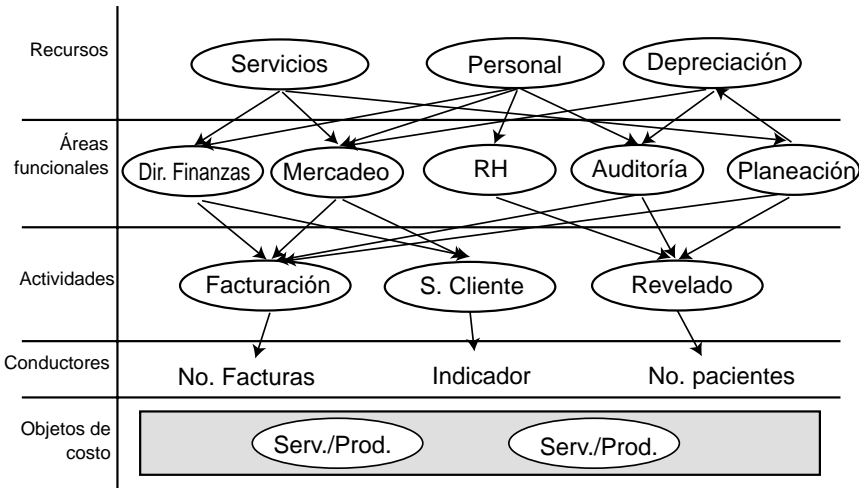 Recursos
Servicios
Personal
Depreciación
Áreas
funcionales
Dir. Finanzas
Mercadeo
RH
Auditoría
Planeación
Actividades
Facturación
S. Cliente
Revelado
Conductores
No. Facturas
Indicador
No. pacientes
Objetos de
costo
Serv./Prod.
Serv./Prod.